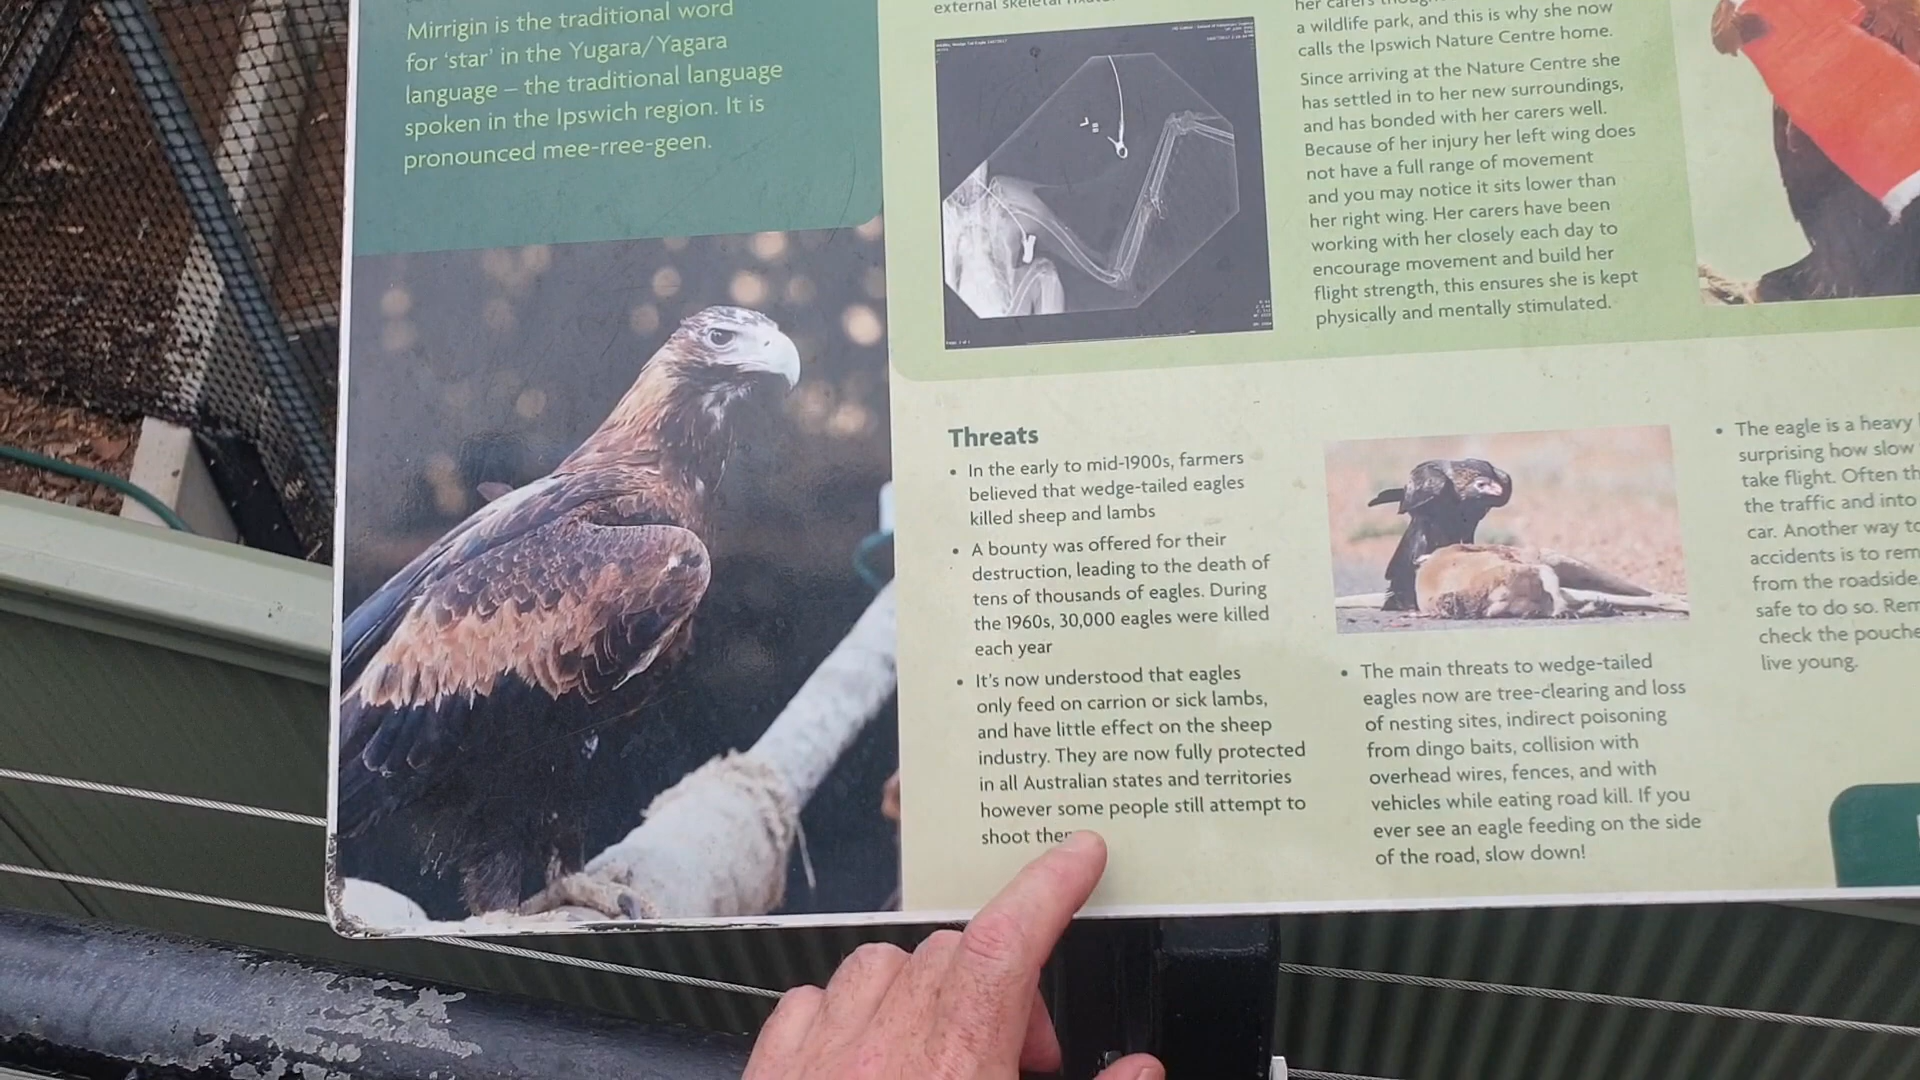 Mirrigin is the traditional word
for 'star' in the Yugara/Yagara
language – the traditional language
spoken in the Ipswich region. It is
pronounced mee-rree-geen.
external skeletal
a wildlife park, and this is why she now
calls the Ipswich Nature Centre home.
Since arriving at the Nature Centre she
has settled in to her new surroundings,
and has bonded with her carers well.
Because of her injury her left wing does
not have a full range of movement
and you may notice it sits lower than
her right wing. Her carers have been
working with her closely each day to
encourage movement and build her
flight strength, this ensures she is kept
physically and mentally stimulated.
Threats
• In the early to mid-1900s, farmers
believed that wedge-tailed eagles
killed sheep and lambs
• A bounty was offered for their
destruction, leading to the death of
tens of thousands of eagles. During
the 1960s, 30,000 eagles were killed
each year
• It's now understood that eagles
only feed on carrion or sick lambs,
and have little effect on the sheep
industry. They are now fully protected
in all Australian states and territories
however some people still attempt to
shoot
• The main threats to wedge-tailed
eagles now are tree-clearing and loss
of nesting sites, indirect poisoning
from dingo baits, collision with
overhead wires, fences, and with
vehicles while eating road kill. If you
ever see an eagle feeding on the side
of the road, slow down!
• The eagle is a heavy
surprising how slow
take flight. Often
the traffic and into
car. Another way
accidents is to
from the roadside
safe to do so.
check the
live young.